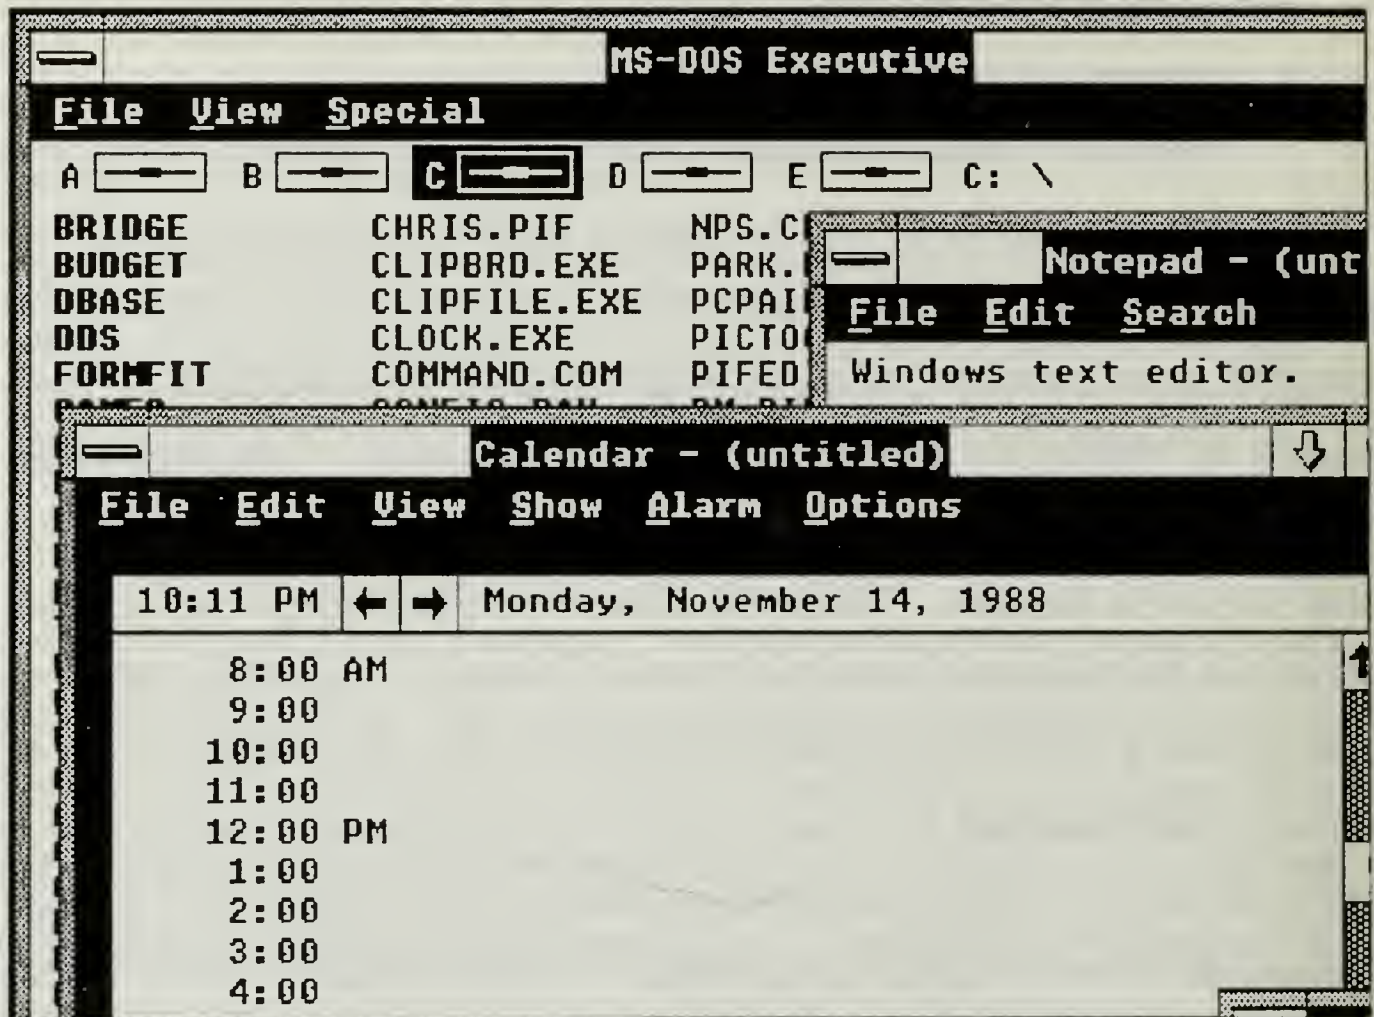 MS-DOS Executive
File View Special
A B C D E C: \
BRIDGE CHRIS.PIF NPS.C
BUDGET CLIPBRD.EXE PARK.
DBASE CLIPFILE.EXE PCPAI
DDS CLOCK.EXE PICTO
FORMFIT COMMAND.COM PIFED
Notepad - (unt
File Edit Search
Windows text editor.
Calendar - (untitled)
File Edit View Show Alarm Options
10:11 PM Monday, November 14, 1988
8:00 AM
9:00
10:00
11:00
12:00 PM
1:00
2:00
3:00
4:00